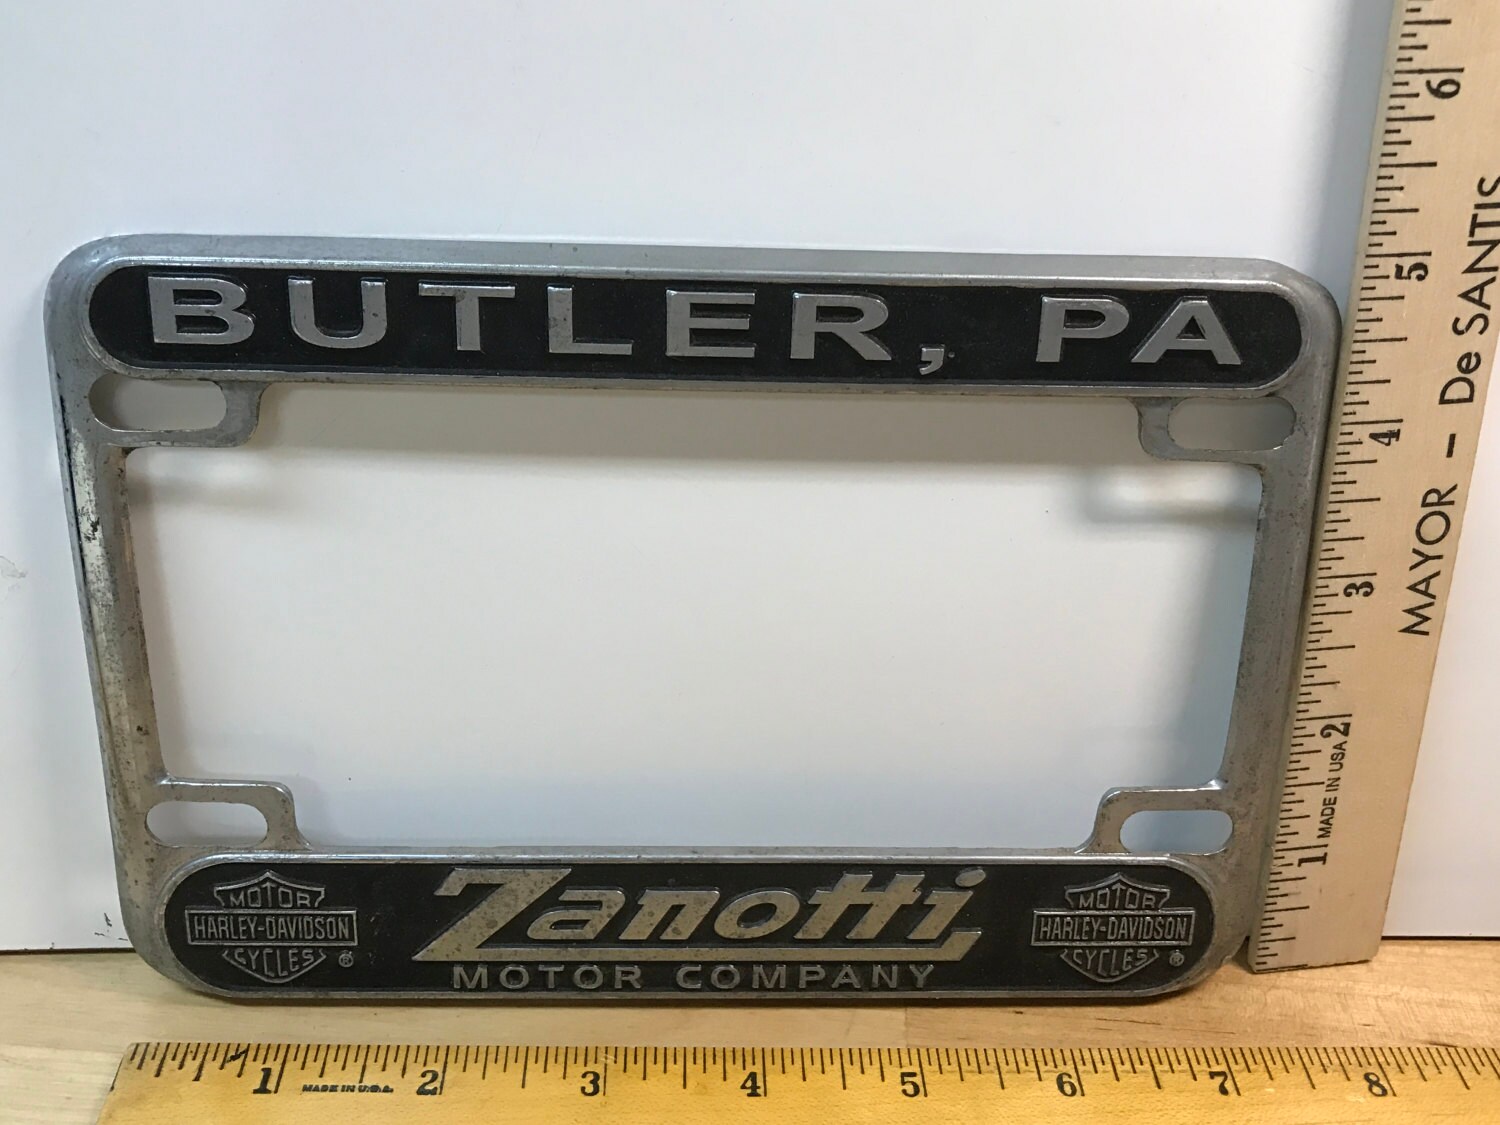 BUTLER, PA
MOTOR
HARLEY-DAVIDSON
CYCLES ®
Zanotti
MOTOR COMPANY
MOTOR
HARLEY-DAVIDSON
CYCLES ®
6
5
4
3
2
1
MADE IN USA
MAYOR - De SANTIS
1 2 3 4 5 6 7 8
MADE IN U.S.A.